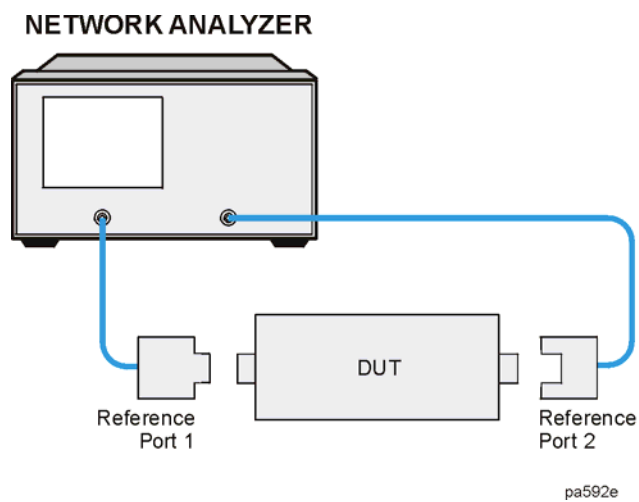 NETWORK ANALYZER
DUT
Reference
Port 1
Reference
Port 2
pa592e